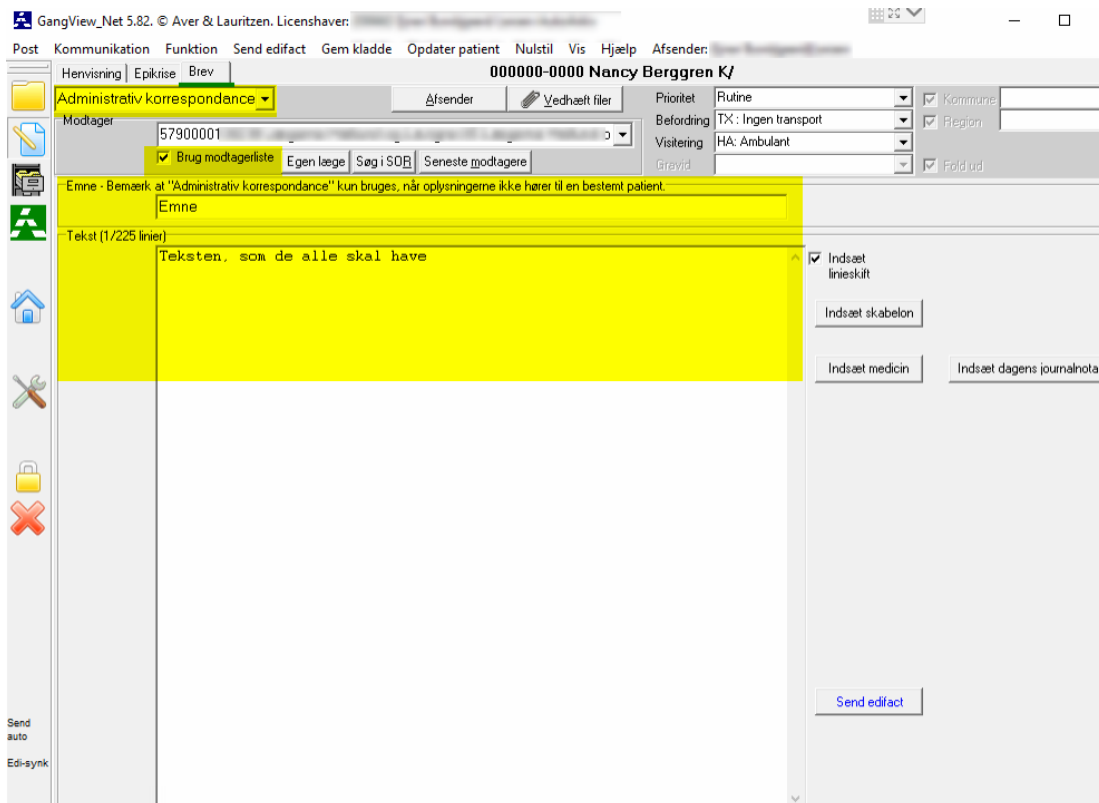 GangView_Net 5.82. © Aver & Lauritzen. Licenshaver:
Post Kommunikation Funktion Send edifact Gem kladde Opdater patient Nulstil Vis Hjælp Afsender:
Henvisning Epikrise Brev 000000-0000 Nancy Berggren K/
Administrativ korrespondance Afsender Vedhæft filer Prioritet Rutine Kommune
Modtager Befordring TX : Ingen transport Region
57900001 Visitering HA: Ambulant
Brug modtagerliste Egen læge Søg i SOR Seneste modtagere Gravid Fold ud
Emne - Bemærk at "Administrativ korrespondance" kun bruges, når oplysningerne ikke hører til en bestemt patient.
Emne
Tekst (1/225 linier)
Teksten, som de alle skal have
Indsæt
linieskift
Indsæt skabelon
Indsæt medicin Indsæt dagens journalnota
Send edifact
Send
auto
Edi-synk